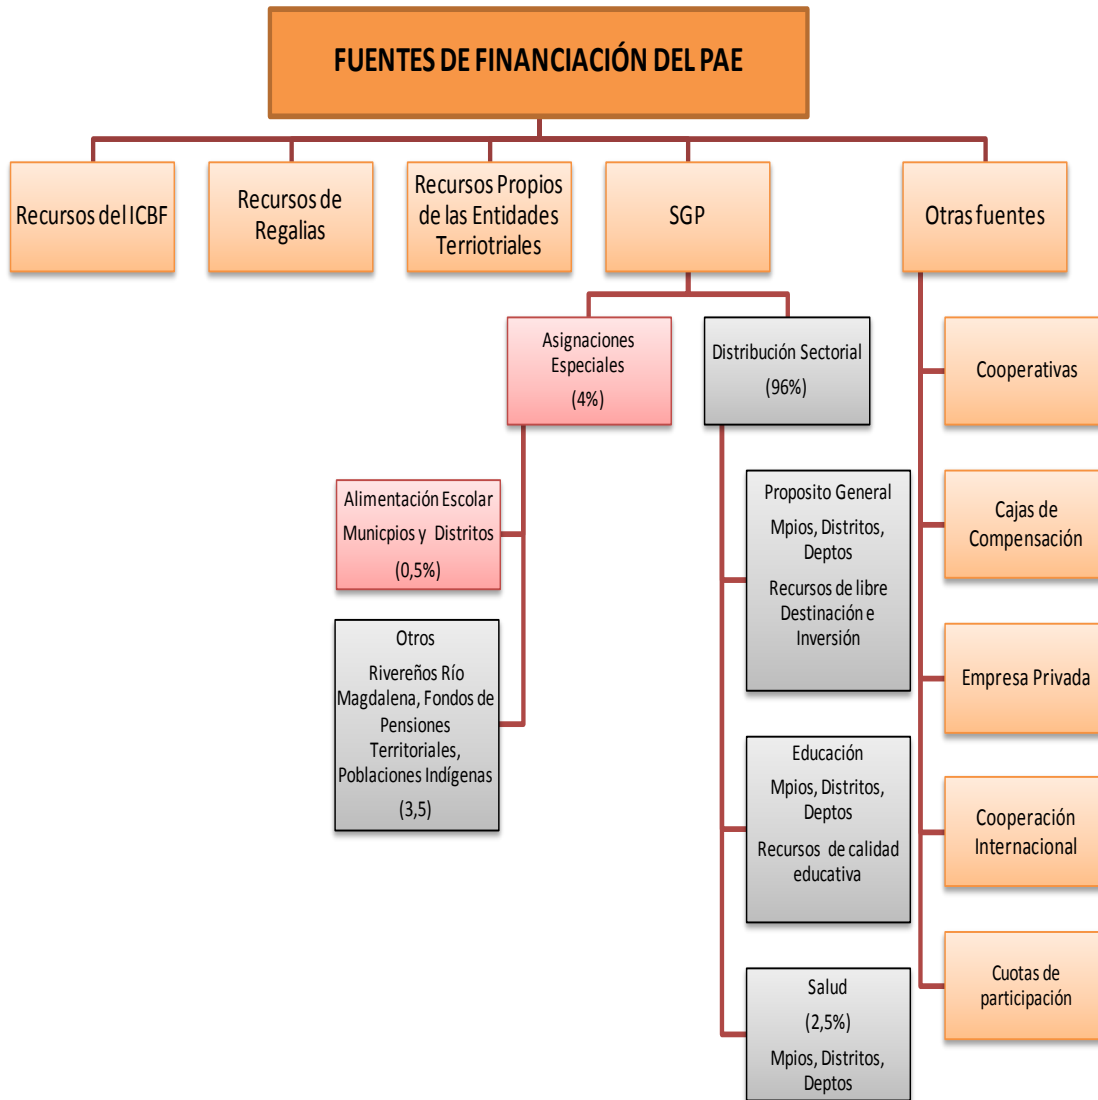 FUENTES DE FINANCIACIÓN DEL PAE
Recursos del ICBF
Recursos de
Regalias
Recursos Propios
de las Entidades
Terriotriales
SGP
Otras fuentes
Asignaciones
Especiales
(4%)
Distribución Sectorial
(96%)
Alimentación Escolar
Municpios y Distritos
(0,5%)
Otros
Rivereños Río
Magdalena, Fondos de
Pensiones
Territoriales,
Poblaciones Indígenas
(3,5)
Proposito General
Mpios, Distritos,
Deptos
Recursos de libre
Destinación e
Inversión
Educación
Mpios, Distritos,
Deptos
Recursos de calidad
educativa
Salud
(2,5%)
Mpios, Distritos,
Deptos
Cooperativas
Cajas de
Compensación
Empresa Privada
Cooperación
Internacional
Cuotas de
participación